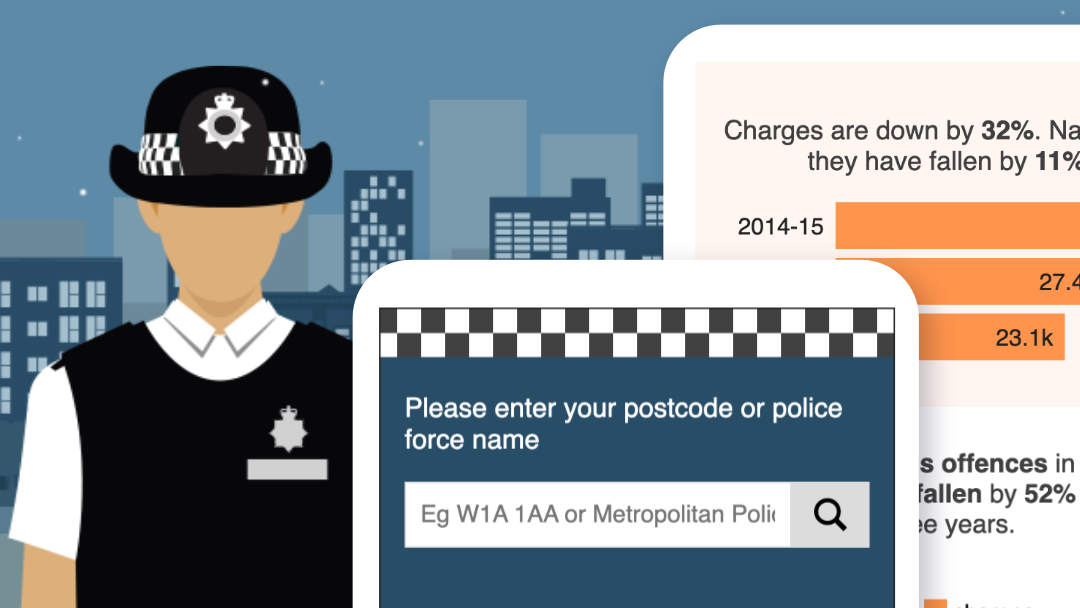 Charges are down by 32%. Na
they have fallen by 11%
2014-15
27.4
23.1k
Please enter your postcode or police
force name
Eg W1A 1AA or Metropolitan Polic
s offences in
fallen by 52%
ee years.